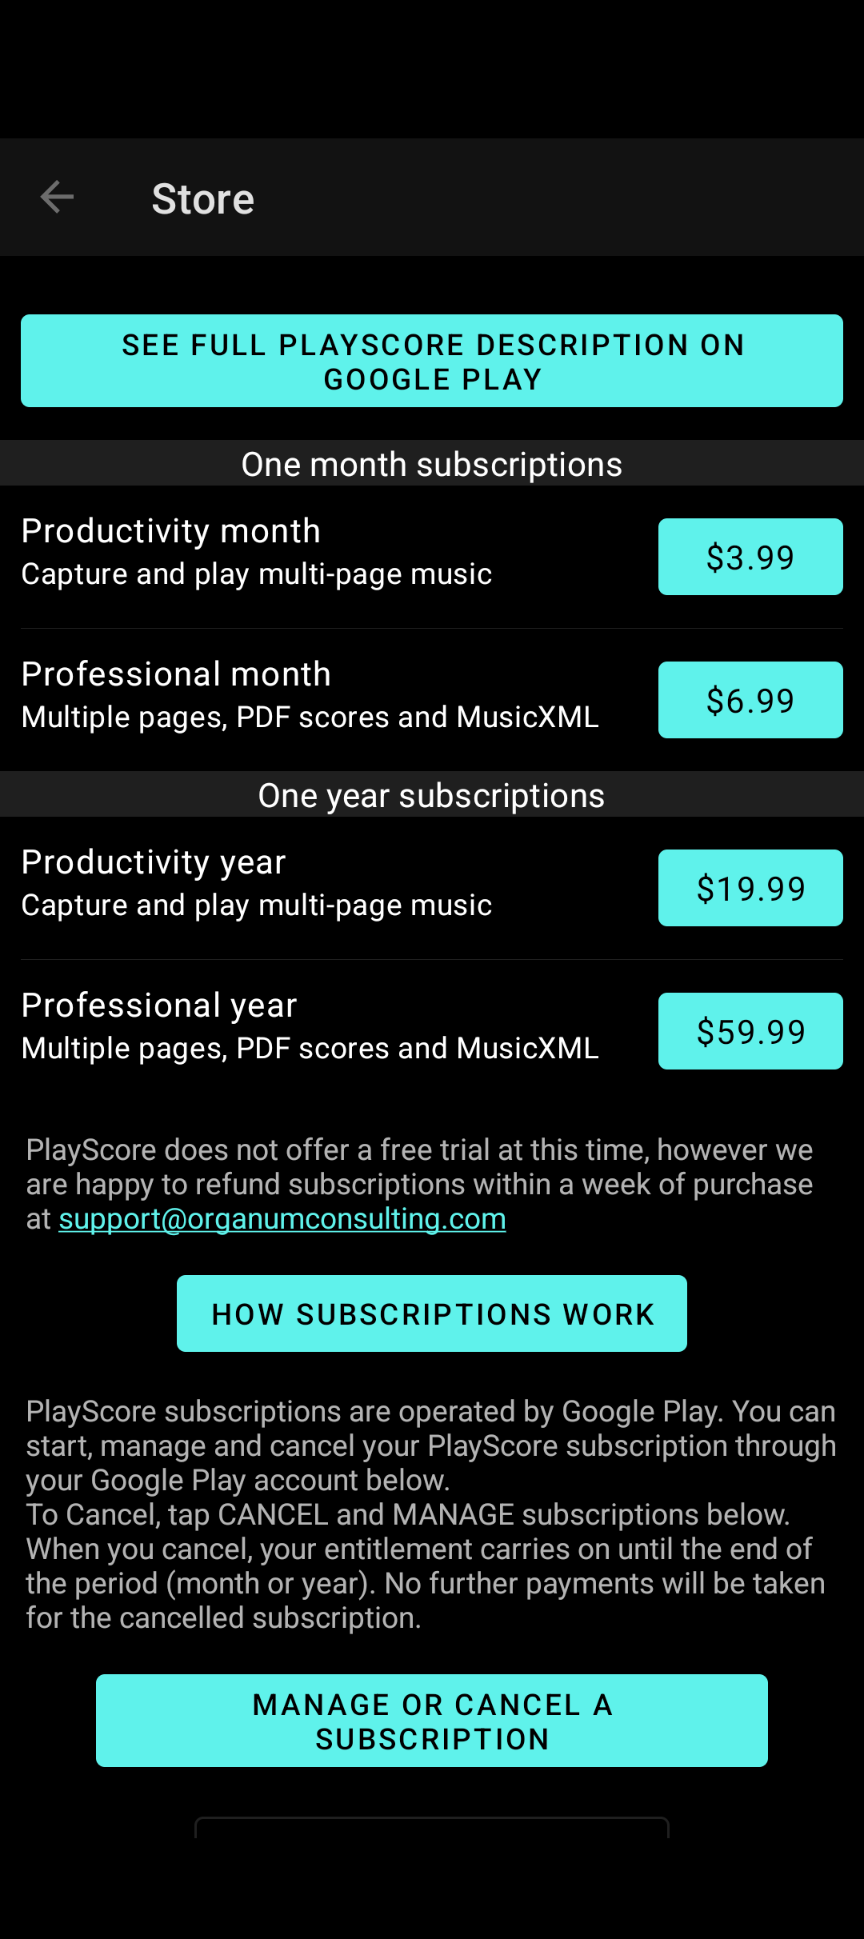 Store
SEE FULL PLAYSCORE DESCRIPTION ON
GOOGLE PLAY
One month subscriptions
Productivity month
Capture and play multi-page music
$3.99
Professional month
Multiple pages, PDF scores and MusicXML
$6.99
One year subscriptions
Productivity year
Capture and play multi-page music
$19.99
Professional year
Multiple pages, PDF scores and MusicXML
$59.99
PlayScore does not offer a free trial at this time, however we
are happy to refund subscriptions within a week of purchase
at support@organumconsulting.com
HOW SUBSCRIPTIONS WORK
PlayScore subscriptions are operated by Google Play. You can
start, manage and cancel your PlayScore subscription through
your Google Play account below.
To Cancel, tap CANCEL and MANAGE subscriptions below.
When you cancel, your entitlement carries on until the end of
the period (month or year). No further payments will be taken
for the cancelled subscription.
MANAGE OR CANCEL A
SUBSCRIPTION